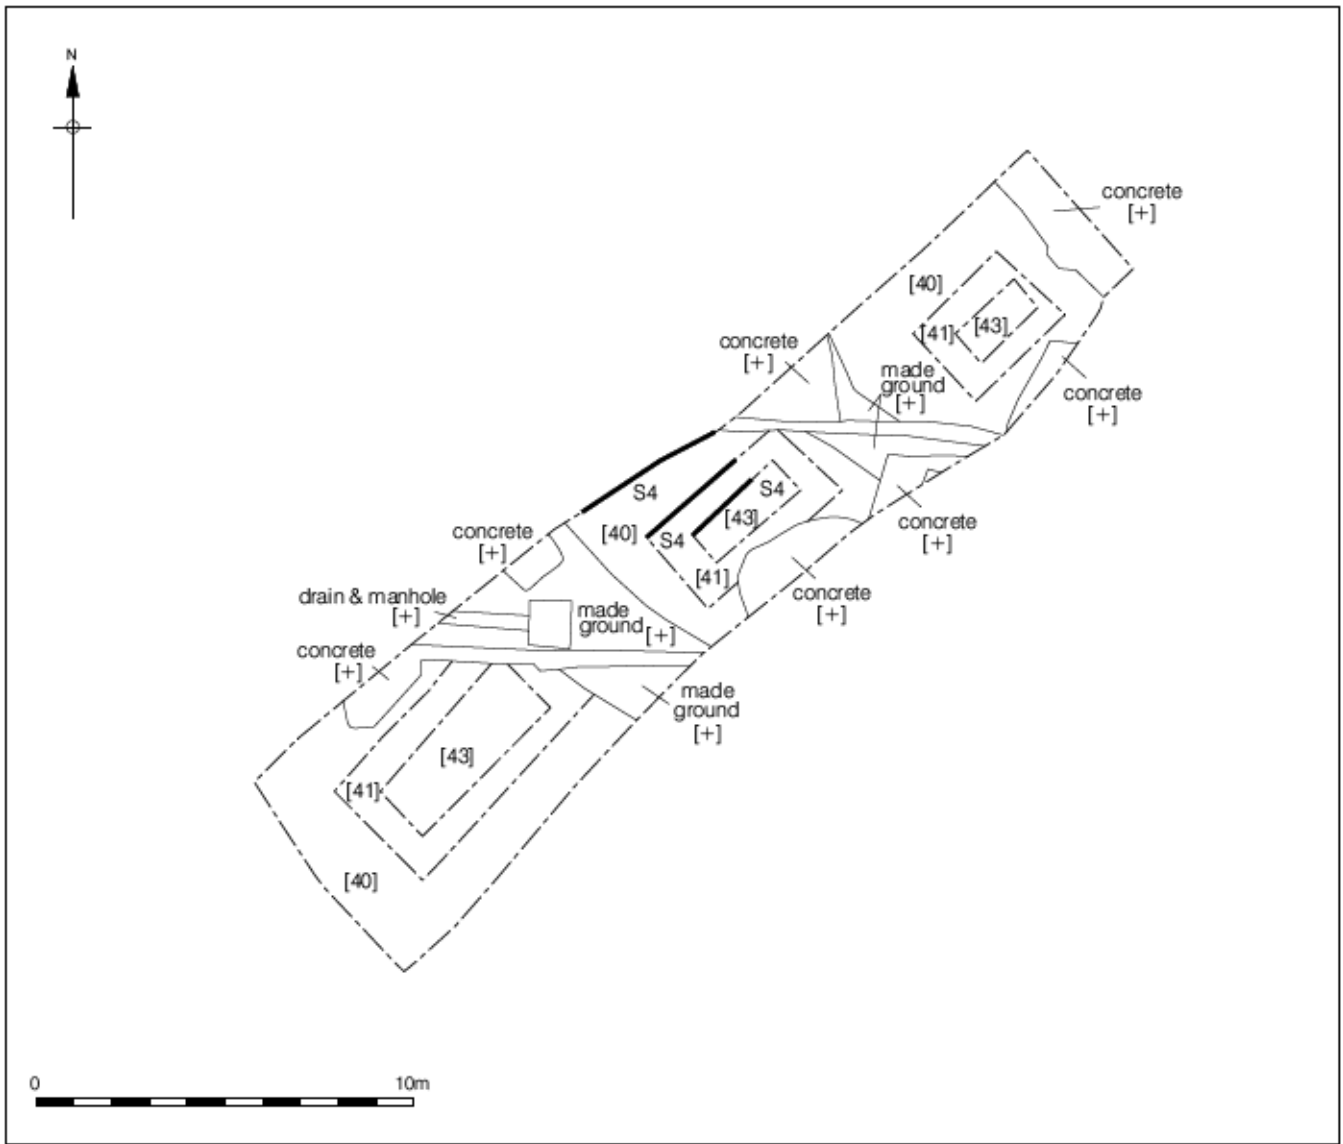 N
concrete
[+]
[40]
[41]
[43]
concrete
[+]
made
ground
[+]
concrete
[+]
S4
S4
[40]
S4
[43]
[41]
concrete
[+]
concrete
[+]
concrete
[+]
drain & manhole
[+]
made
ground
[+]
concrete
[+]
made
ground
[+]
[43]
[41]
[40]
0
10m